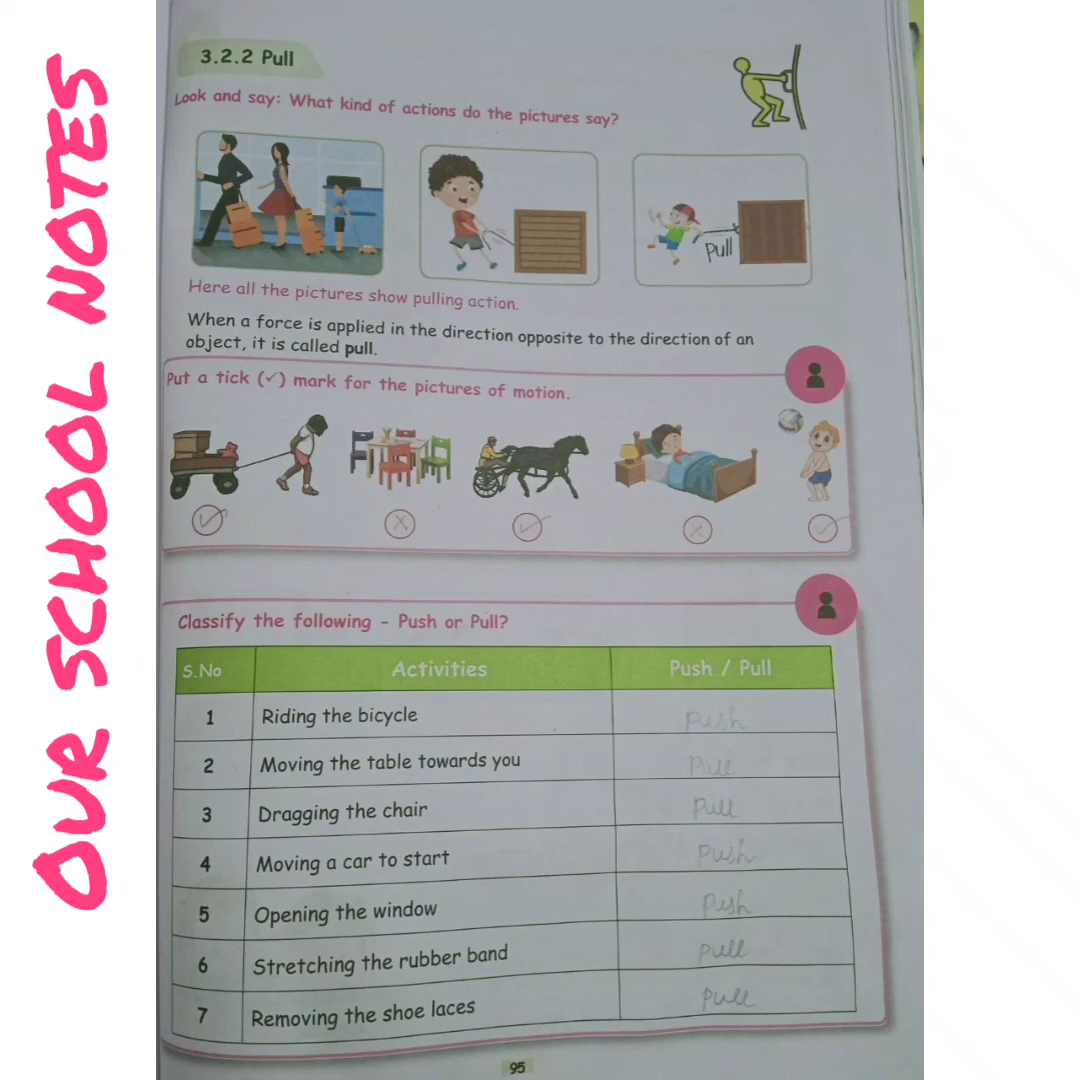 OUR SCHOOL NOTES
3.2.2 Pull
Look and say: What kind of actions do the pictures say?
Pull
Here all the pictures show pulling action.
When a force is applied in the direction opposite to the direction of an
object, it is called pull.
Put a tick (✓) mark for the pictures of motion.
✓ ✗ ✓ ✗ ✓
Classify the following - Push or Pull?
S.No Activities Push / Pull
1 Riding the bicycle Push
2 Moving the table towards you Pull
3 Dragging the chair Pull
4 Moving a car to start Push
5 Opening the window Push
6 Stretching the rubber band Pull
7 Removing the shoe laces Pull
95